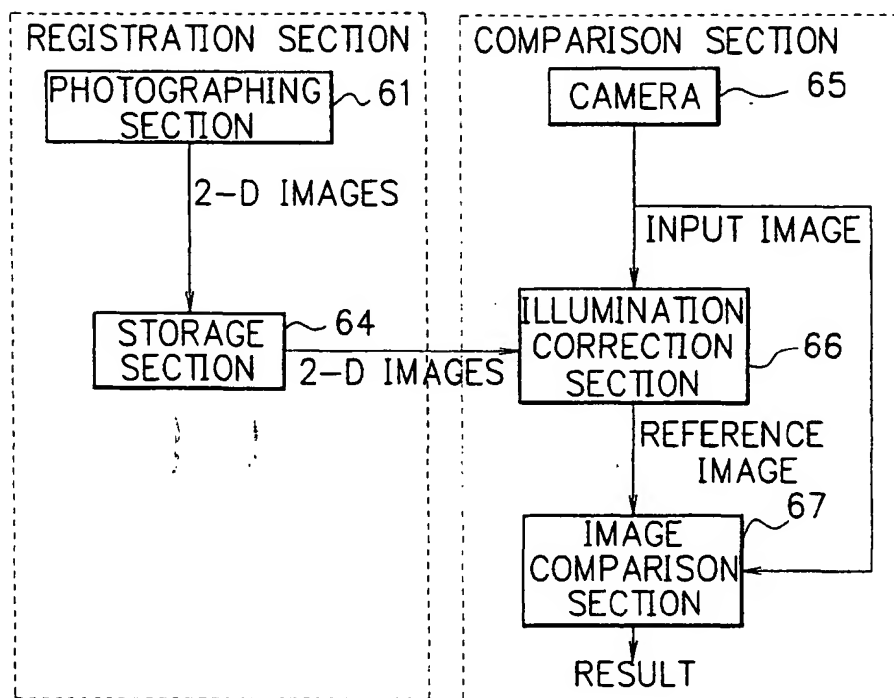 REGISTRATION SECTION
PHOTOGRAPHING
SECTION
61
2-D IMAGES
STORAGE
SECTION
64
2-D IMAGES
COMPARISON SECTION
CAMERA
65
INPUT IMAGE
ILLUMINATION
CORRECTION
SECTION
66
REFERENCE
IMAGE
67
IMAGE
COMPARISON
SECTION
RESULT